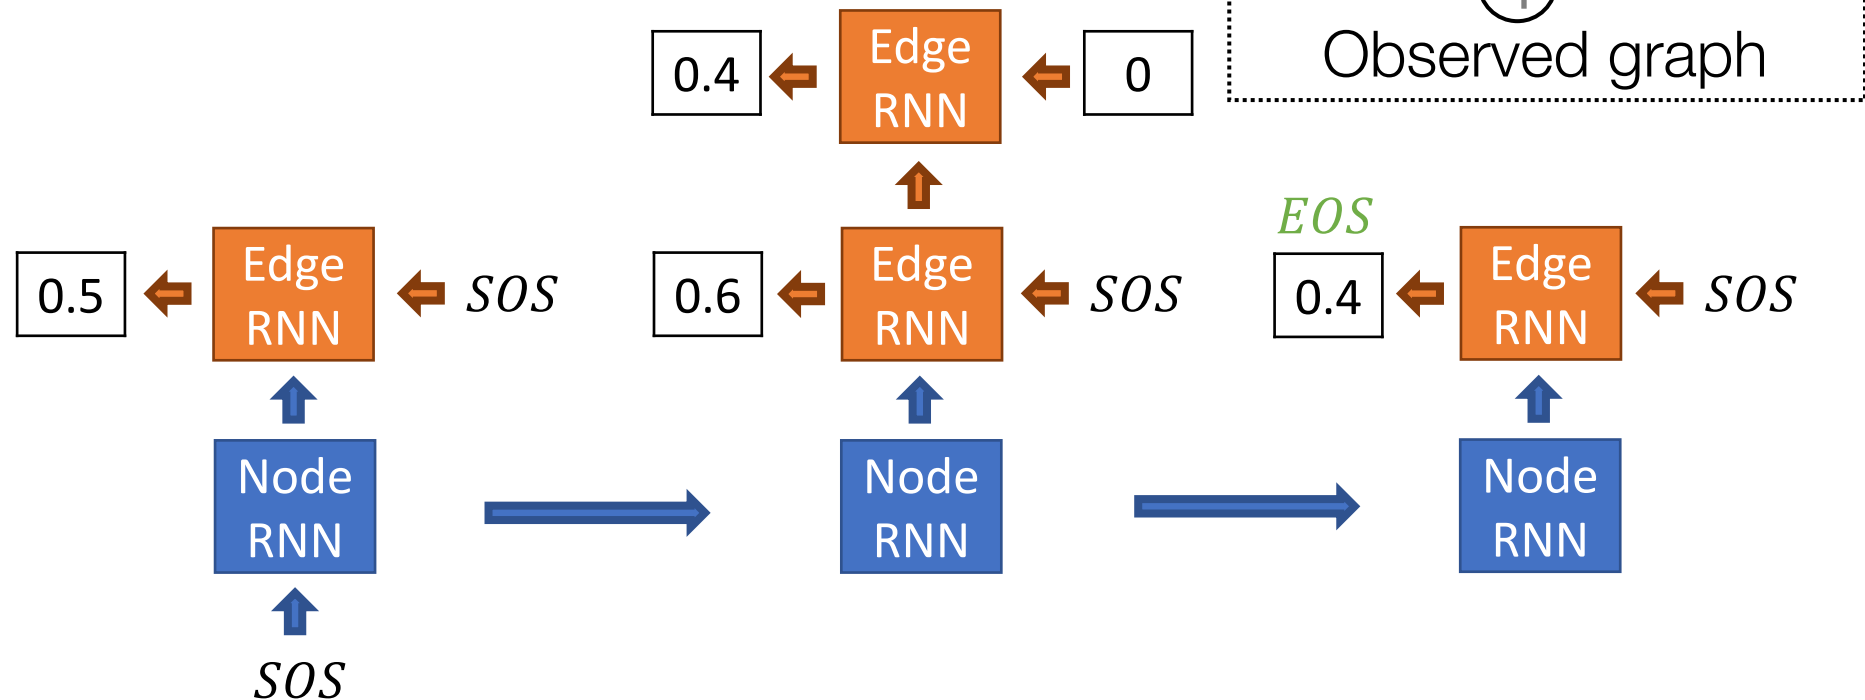 0.4
Edge
RNN
0
Observed graph
0.5
Edge
RNN
SOS
0.6
Edge
RNN
SOS
EOS
0.4
Edge
RNN
SOS
Node
RNN
Node
RNN
Node
RNN
SOS